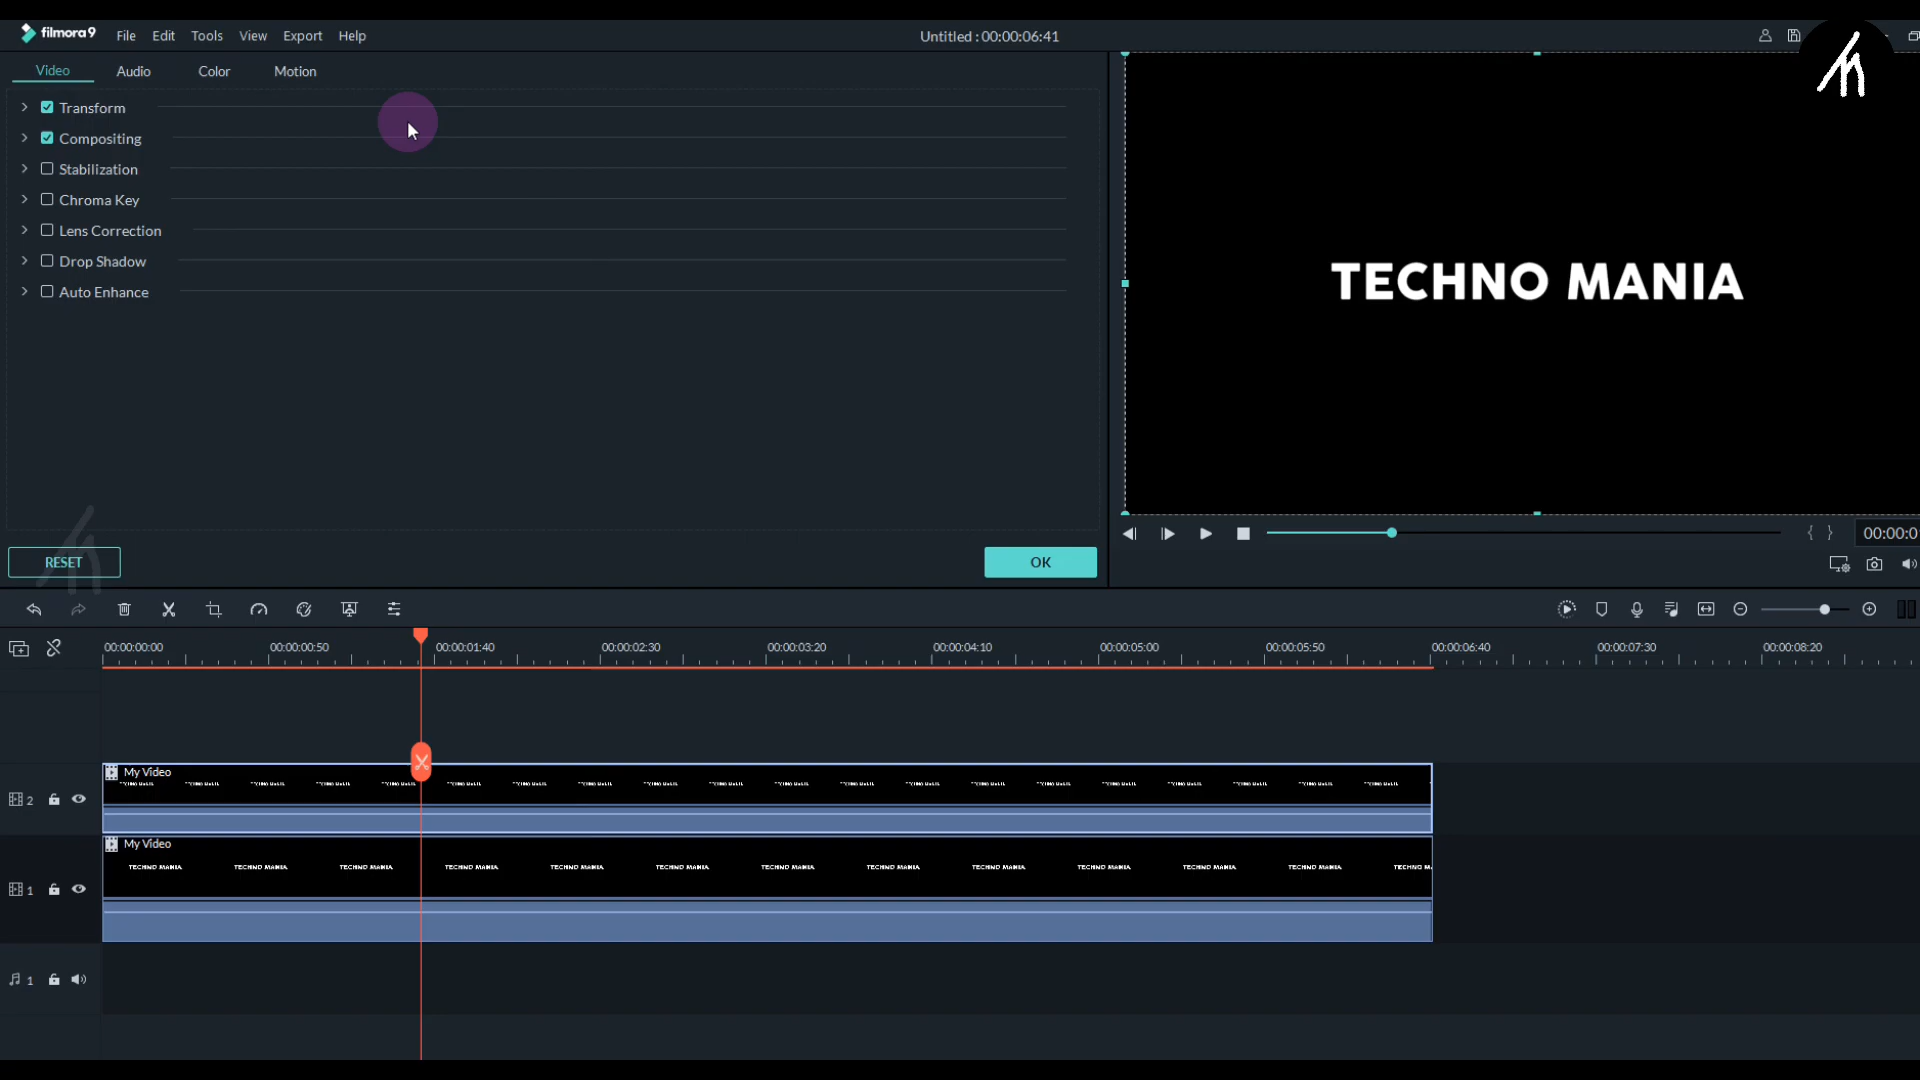 filmora9 File Edit Tools View Export Help
Untitled : 00:00:06:41
Video Audio Color Motion
Transform
Compositing
Stabilization
Chroma Key
Lens Correction
Drop Shadow
Auto Enhance
TECHNO MANIA
RESET
OK
00:00:0
00:00:00:00 00:00:00:50 00:00:01:40 00:00:02:30 00:00:03:20 00:00:04:10 00:00:05:00 00:00:05:50 00:00:06:40 00:00:07:30 00:00:08:20
My Video
2
My Video
TECHNO MANIA TECHNO MANIA TECHNO MANIA TECHNO MANIA TECHNO MANIA TECHNO MANIA TECHNO MANIA TECHNO MANIA TECHNO MANIA TECHNO MANIA TECHNO MANIA TECHNO MANIA TECHNO M
1
1